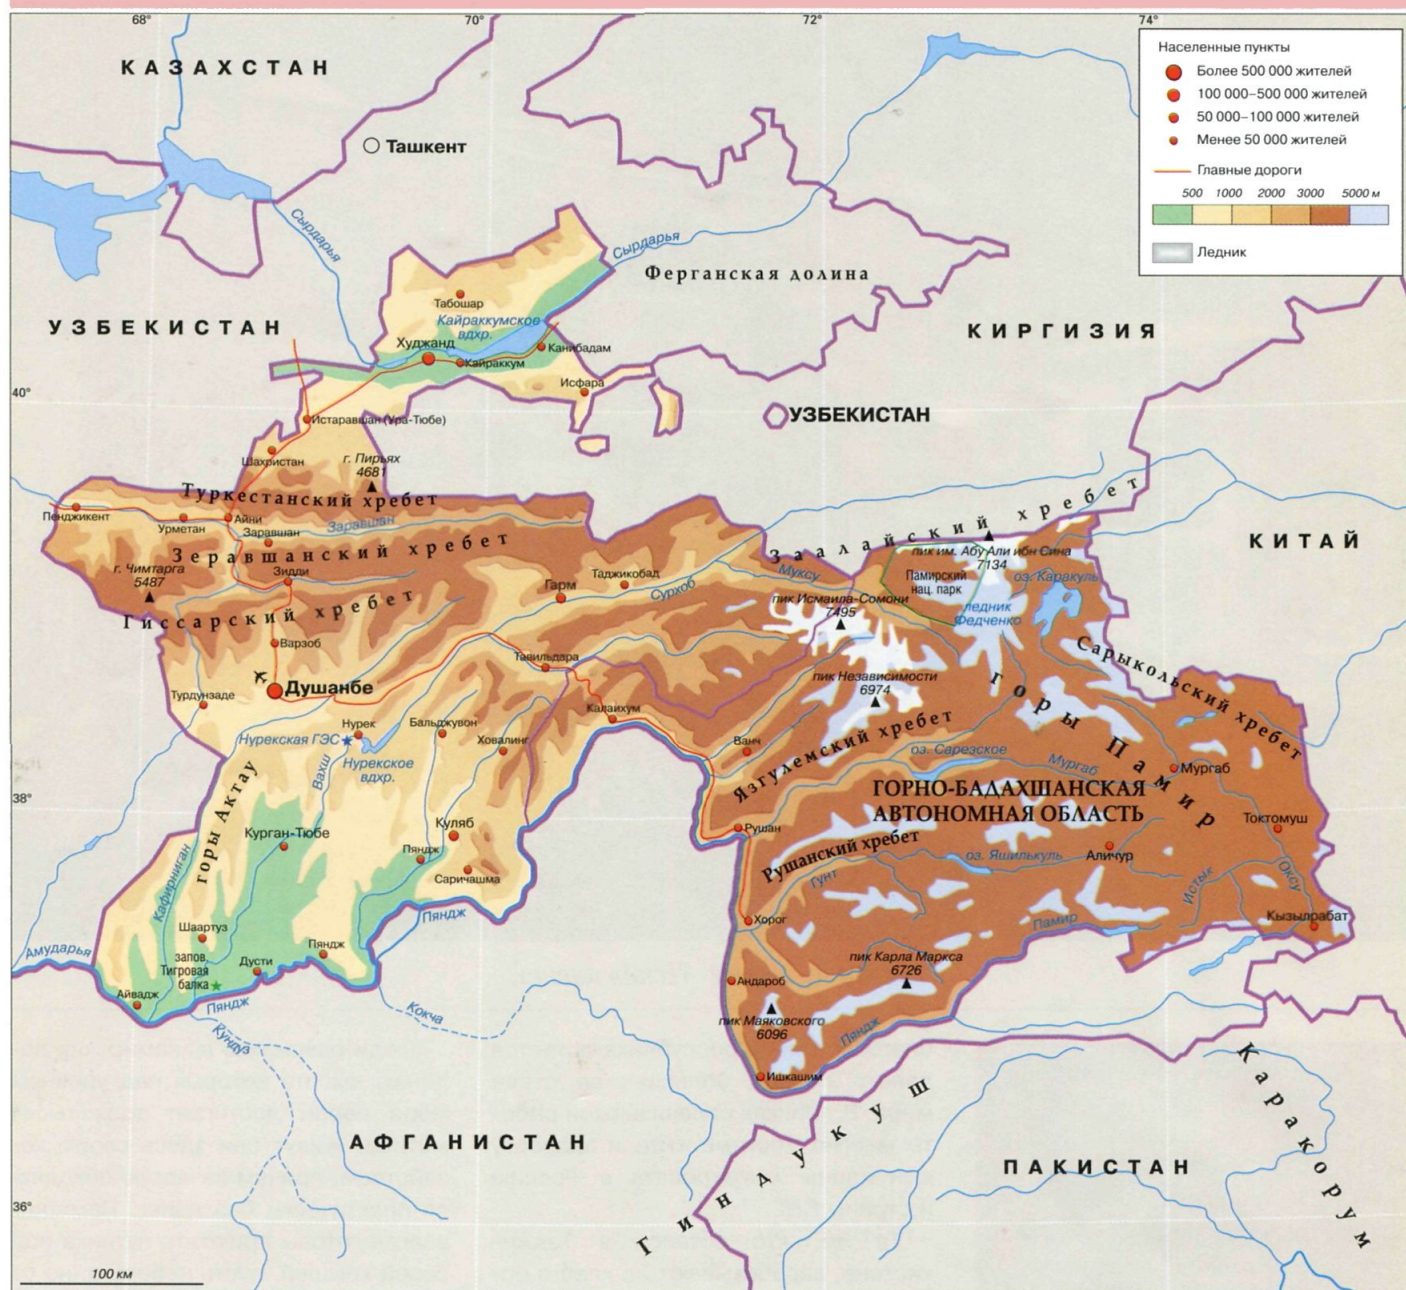 68°
70°
72°
74°
КАЗАХСТАН
Населенные пункты
Более 500 000 жителей
100 000–500 000 жителей
50 000–100 000 жителей
Менее 50 000 жителей
Главные дороги
500 1000 2000 3000 5000 м
Ледник
Ташкент
Сырдарья
Сырдарья
Ферганская долина
Табошар
Кайраккумское
вдхр.
УЗБЕКИСТАН
КИРГИЗИЯ
Худжанд
Канибадам
Кайраккум
Исфара
40°
Истаравшан (Ура-Тюбе)
УЗБЕКИСТАН
Шахристан
г. Пирьях
4681
Туркестанский хребет
Пенджикент
Урметан
Айни
Заравшан
Заравшан
Зеравшанский хребет
Заалайский хребет
пик им. Абу Али ибн Сина
7134
КИТАЙ
г. Чимтарга
5487
Зидди
Гарм
Таджикобад
Сурхоб
Муксу
Памирский
нац. парк
оз. Каракуль
пик Исмаила-Сомони
7495
ледник
Федченко
Гиссарский хребет
Варзоб
Тавильдара
Сарыкольский хребет
Душанбе
Турдунзаде
пик Независимости
6974
горы Памир
Калаихум
Нурек
Бальджувон
Ховалинг
Нурекская ГЭС
Нурекское
вдхр.
Вахш
Ванч
Язгулемский хребет
оз. Сарезское
Мургаб
Мургаб
горы Актау
38°
ГОРНО-БАДАХШАНСКАЯ
АВТОНОМНАЯ ОБЛАСТЬ
Курган-Тюбе
Куляб
Рушан
Токтомуш
Пяндж
Саричашма
Рушанский хребет
Гунт
оз. Яшилькуль
Аличур
Истык
Оксу
Кафирниган
Пяндж
Хорог
Памир
Кызылрабат
Шаартуз
Амударья
Пяндж
запов.
Тигровая
балка
Дусти
Андароб
пик Карла Маркса
6726
Айвадж
Пяндж
Кокча
пик Маяковского
6096
Пяндж
Кундуз
Ишкашим
Гиндукуш
Каракорум
АФГАНИСТАН
ПАКИСТАН
36°
100 км